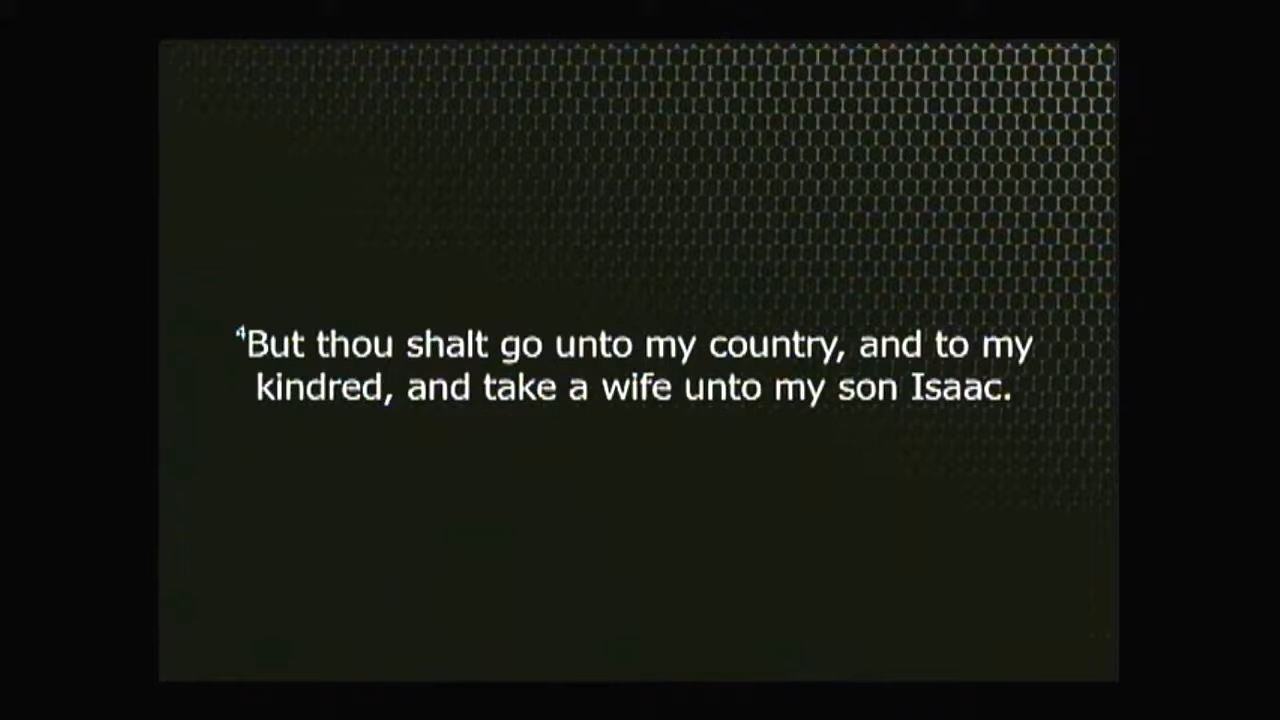 ⁴But thou shalt go unto my country, and to my
kindred, and take a wife unto my son Isaac.